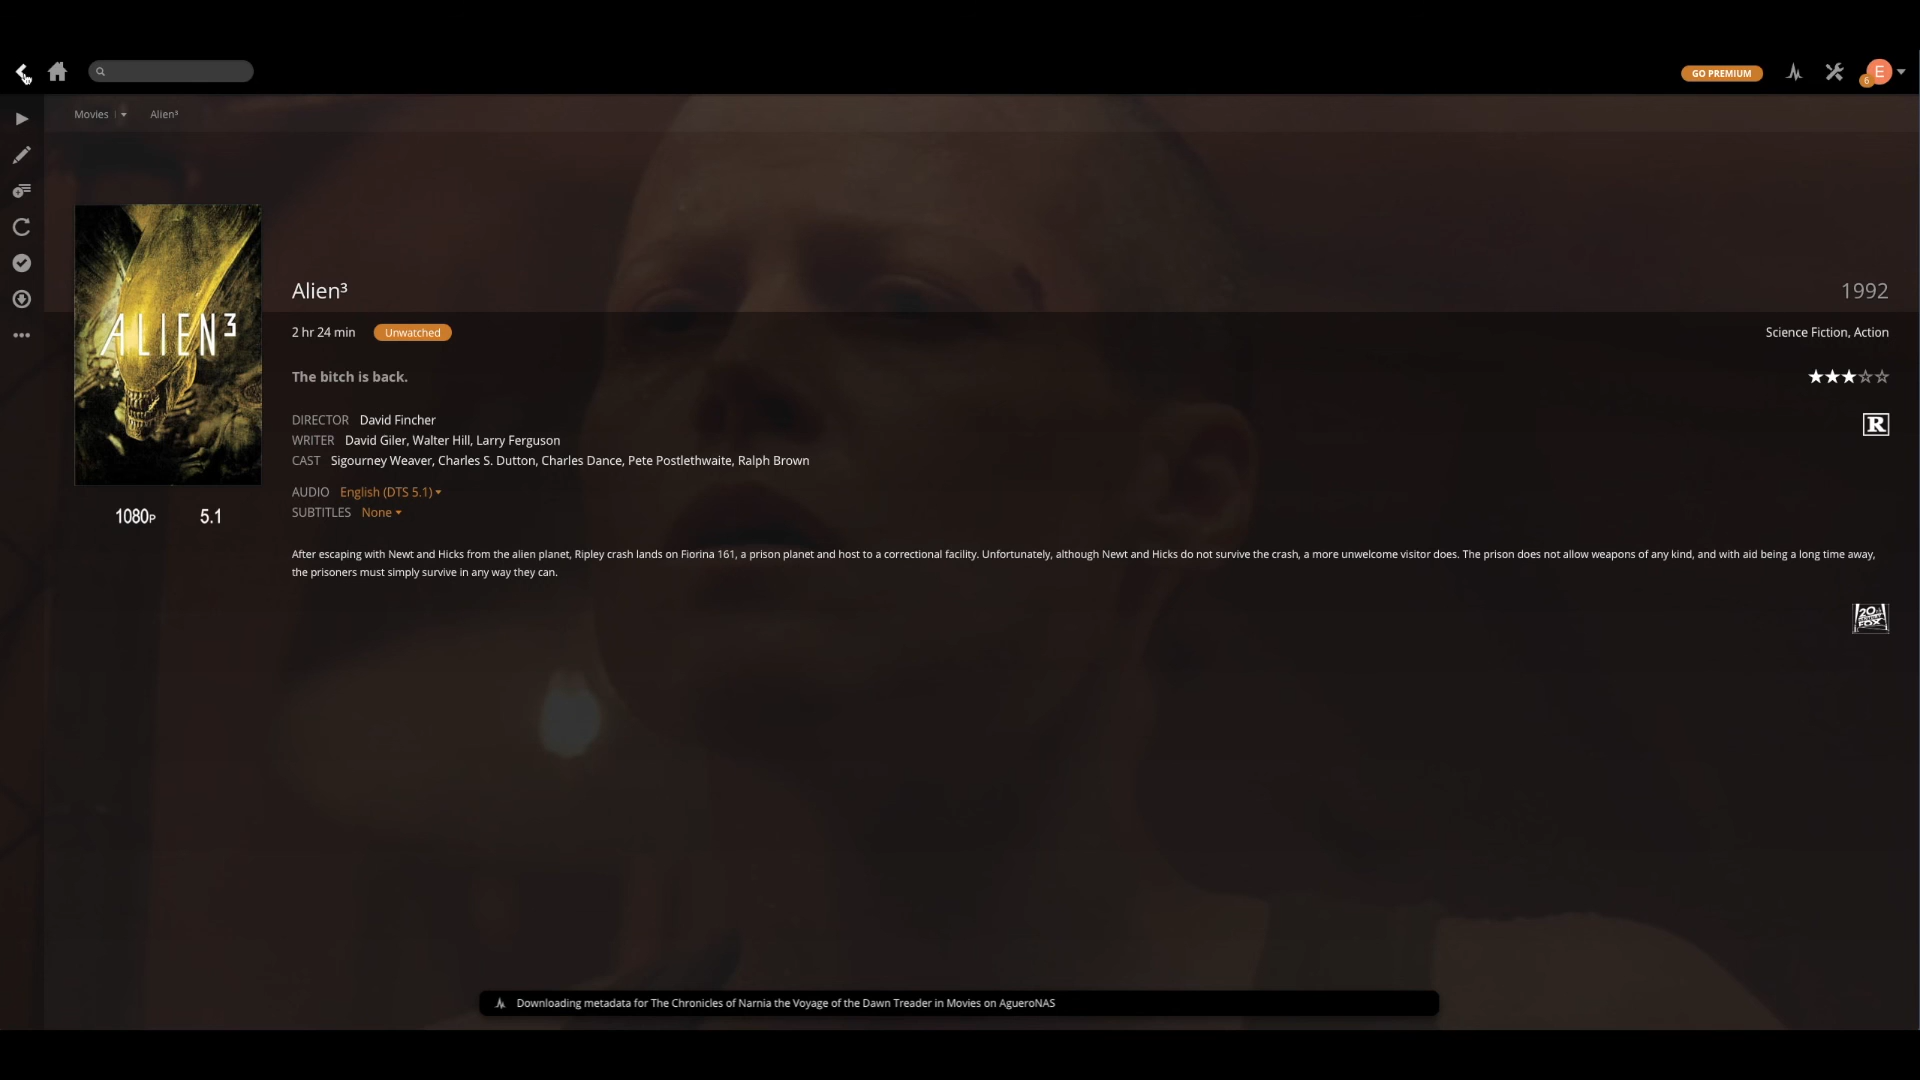 GO PREMIUM
6
E
Movies
Alien³
ALIEN³
Alien³
1992
2 hr 24 min
Unwatched
Science Fiction, Action
The bitch is back.
DIRECTOR David Fincher
WRITER David Giler, Walter Hill, Larry Ferguson
R
CAST Sigourney Weaver, Charles S. Dutton, Charles Dance, Pete Postlethwaite, Ralph Brown
AUDIO English (DTS 5.1)
SUBTITLES None
1080P 5.1
After escaping with Newt and Hicks from the alien planet, Ripley crash lands on Fiorina 161, a prison planet and host to a correctional facility. Unfortunately, although Newt and Hicks do not survive the crash, a more unwelcome visitor does. The prison does not allow weapons of any kind, and with aid being a long time away,
the prisoners must simply survive in any way they can.
20th
CENTURY
FOX
Downloading metadata for The Chronicles of Narnia the Voyage of the Dawn Treader in Movies on AgueroNAS